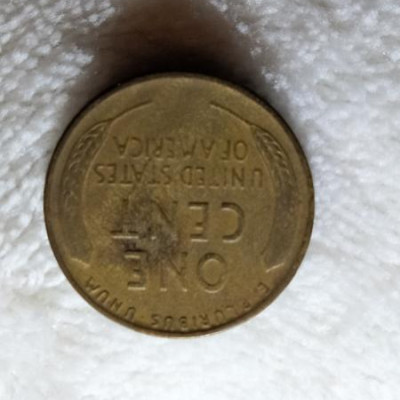 E·PLURIBUS·UNUM
ONE
CENT
UNITED STATES
OF AMERICA